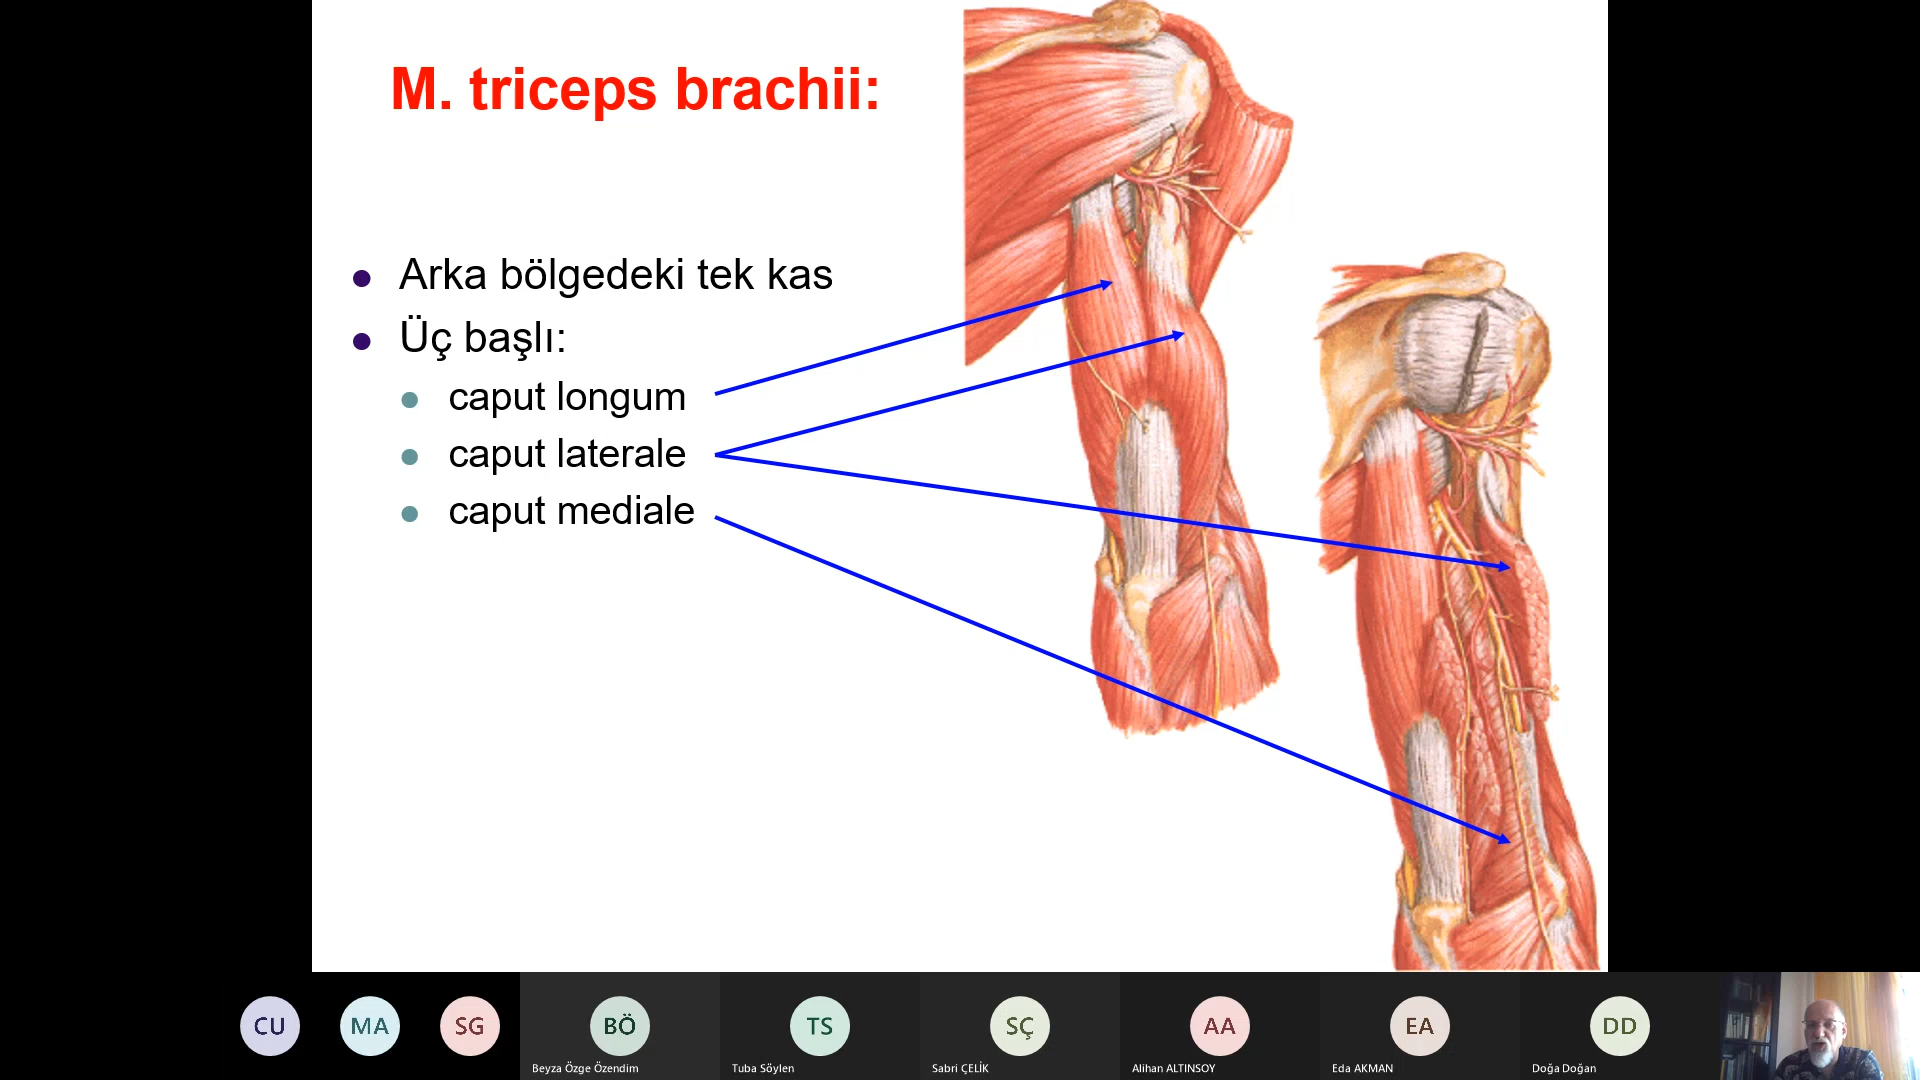 M. triceps brachii:
Arka bölgedeki tek kas
Üç başlı:
caput longum
caput laterale
caput mediale
CU
MA
SG
BÖ
TS
SÇ
AA
EA
DD
Beyza Özge Özendim
Tuba Söylen
Sabri ÇELİK
Alihan ALTINSOY
Eda AKMAN
Doğa Doğan